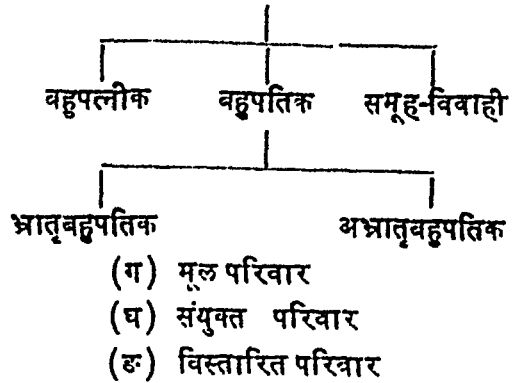 बहुपत्नीक बहुपतिक समूह-विवाही
भ्रातृबहुपतिक अभ्रातृबहुपतिक
(ग) मूल परिवार
(घ) संयुक्त परिवार
(ङ) विस्तारित परिवार